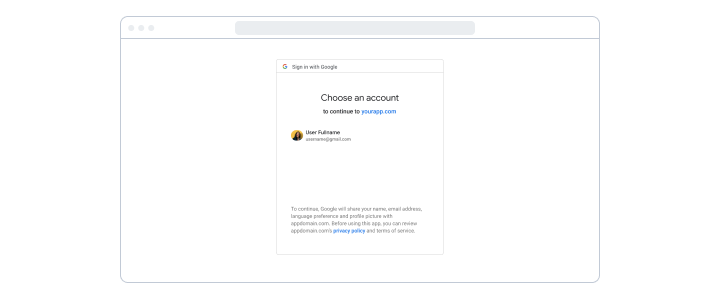 Sign in with Google
Choose an account
to continue to yourapp.com
User Fullname
username@gmail.com
To continue, Google will share your name, email address,
language preference and profile picture with
appdomain.com. Before using this app, you can review
appdomain.com's privacy policy and terms of service.